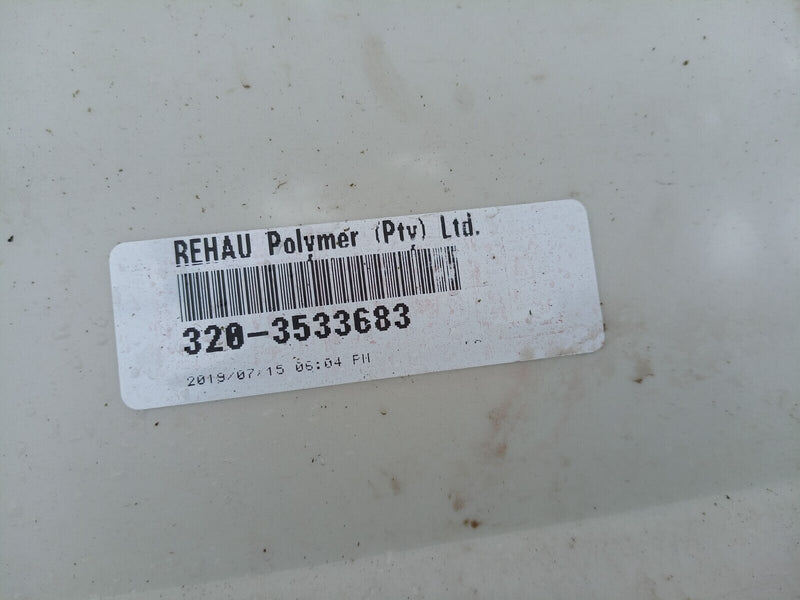 REHAU Polymer (Pty) Ltd.
320-3533683
2019/07/15 06:04 PM